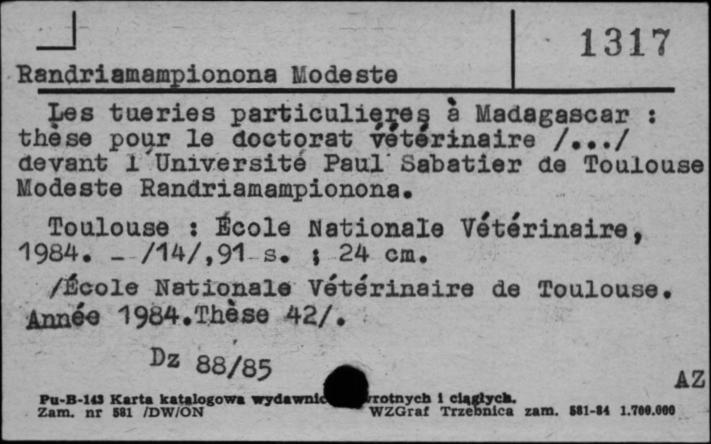 1317
Randriamampionona Modeste
Les tueries particulieres à Madagascar :
thèse pour le doctorat vétérinaire /.../
devant l'Université Paul Sabatier de Toulouse
Modeste Randriamampionona.
Toulouse : École Nationale Vétérinaire,
1984. - /14/,91 s. ; 24 cm.
/École Nationale Vétérinaire de Toulouse.
Année 1984.Thèse 42/.
Dz 88/85
AZ
Pu-B-143 Karta katalogowa i ciągłych.
Zam. nr 581 /DW/ON WZGraf Trzebnica zam. 581-84 1.700.000